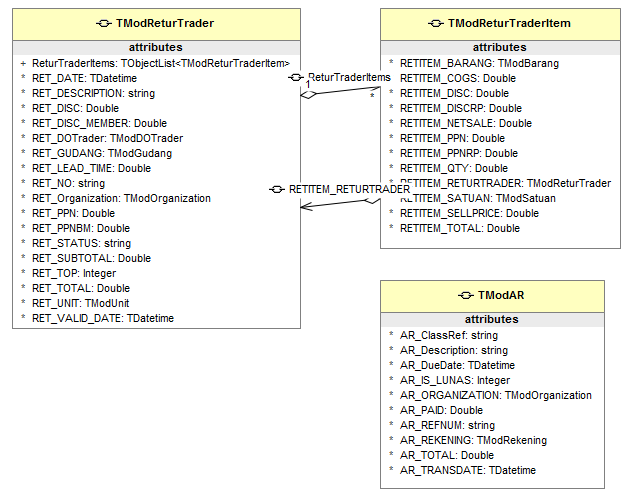 TModReturTrader
attributes
+ ReturTraderItems: TObjectList<TModReturTraderItem>
* RET_DATE: TDatetime
* RET_DESCRIPTION: string
* RET_DISC: Double
* RET_DISC_MEMBER: Double
* RET_DOTrader: TModDOTrader
* RET_GUDANG: TModGudang
* RET_LEAD_TIME: Double
* RET_NO: string
* RET_Organization: TModOrganization
* RET_PPN: Double
* RET_PPNBM: Double
* RET_STATUS: string
* RET_SUBTOTAL: Double
* RET_TOP: Integer
* RET_TOTAL: Double
* RET_UNIT: TModUnit
* RET_VALID_DATE: TDatetime
ReturTraderItems
1
*
RETITEM_RETURTRADER
TModReturTraderItem
attributes
* RETITEM_BARANG: TModBarang
* RETITEM_COGS: Double
* RETITEM_DISC: Double
* RETITEM_DISCRP: Double
* RETITEM_NETSALE: Double
* RETITEM_PPN: Double
* RETITEM_PPNRP: Double
* RETITEM_QTY: Double
* RETITEM_RETURTRADER: TModReturTrader
RETITEM_SATUAN: TModSatuan
* RETITEM_SELLPRICE: Double
* RETITEM_TOTAL: Double
TModAR
attributes
* AR_ClassRef: string
* AR_Description: string
* AR_DueDate: TDatetime
* AR_IS_LUNAS: Integer
* AR_ORGANIZATION: TModOrganization
* AR_PAID: Double
* AR_REFNUM: string
* AR_REKENING: TModRekening
* AR_TOTAL: Double
* AR_TRANSDATE: TDatetime